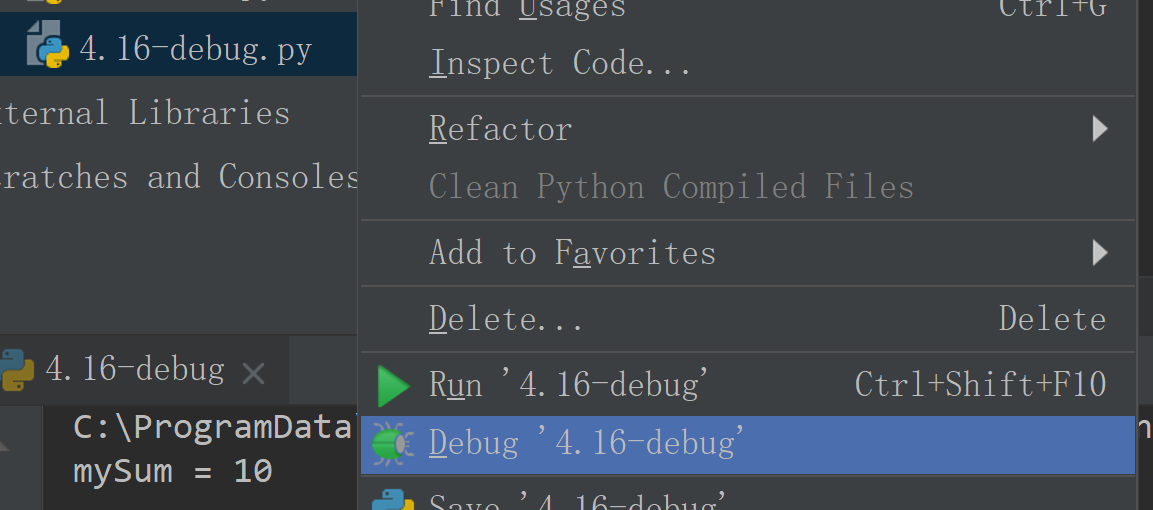 4.16-debug.py
ternal Libraries
ratches and Consoles
Find Usages Ctrl+G
Inspect Code...
Refactor
Clean Python Compiled Files
Add to Favorites
Delete... Delete
Run '4.16-debug' Ctrl+Shift+F10
Debug '4.16-debug'
Save '4.16-debug'
4.16-debug
C:\ProgramData\
mySum = 10